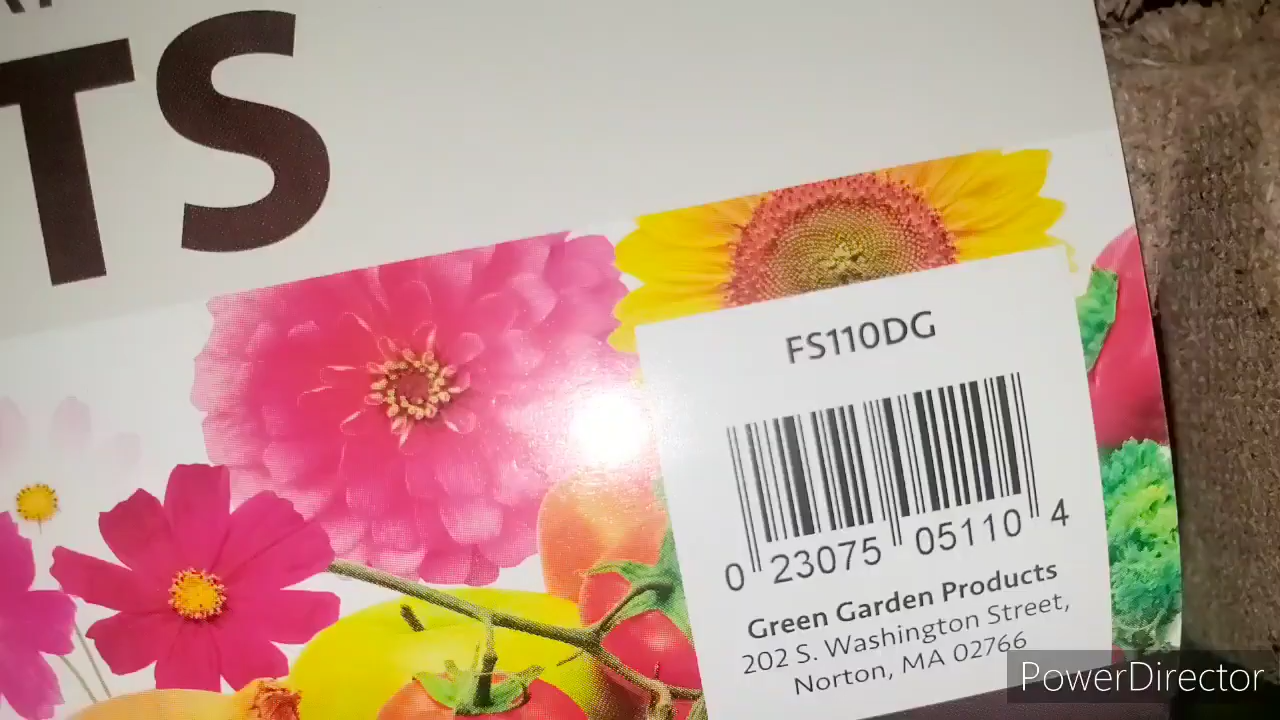 TS
FS110DG
0 23075 05110 4
Green Garden Products
202 S. Washington Street,
Norton, MA 02766
PowerDirector